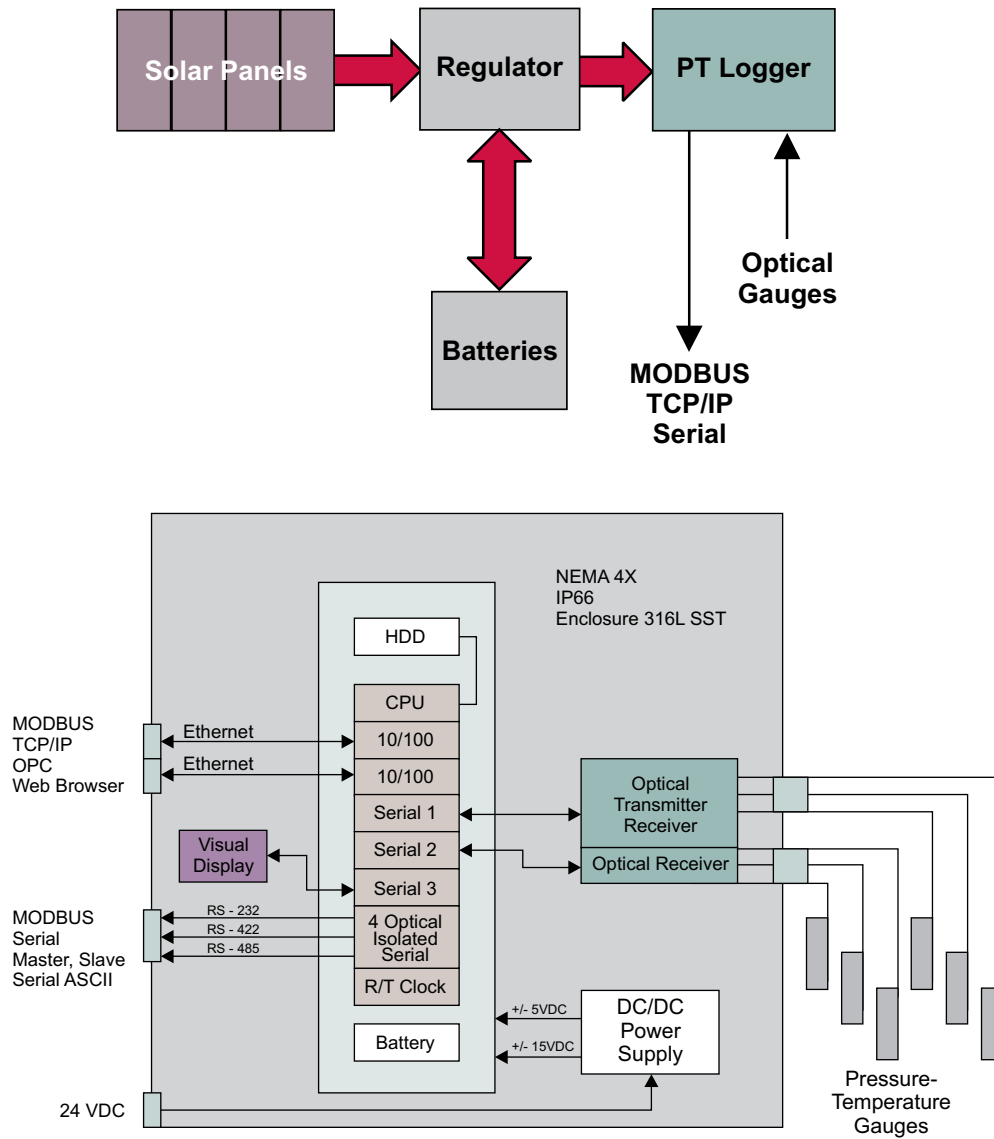 Solar Panels
Regulator
PT Logger
Optical
Gauges
Batteries
MODBUS
TCP/IP
Serial
NEMA 4X
IP66
Enclosure 316L SST
HDD
CPU
MODBUS
TCP/IP
OPC
Web Browser
Ethernet
10/100
Ethernet
10/100
Optical
Transmitter
Receiver
Serial 1
Visual
Display
Serial 2
Optical Receiver
Serial 3
MODBUS
Serial
Master, Slave
Serial ASCII
RS - 232
RS - 422
RS - 485
4 Optical
Isolated
Serial
R/T Clock
+/- 5VDC
+/- 15VDC
DC/DC
Power
Supply
Battery
Pressure-
Temperature
Gauges
24 VDC